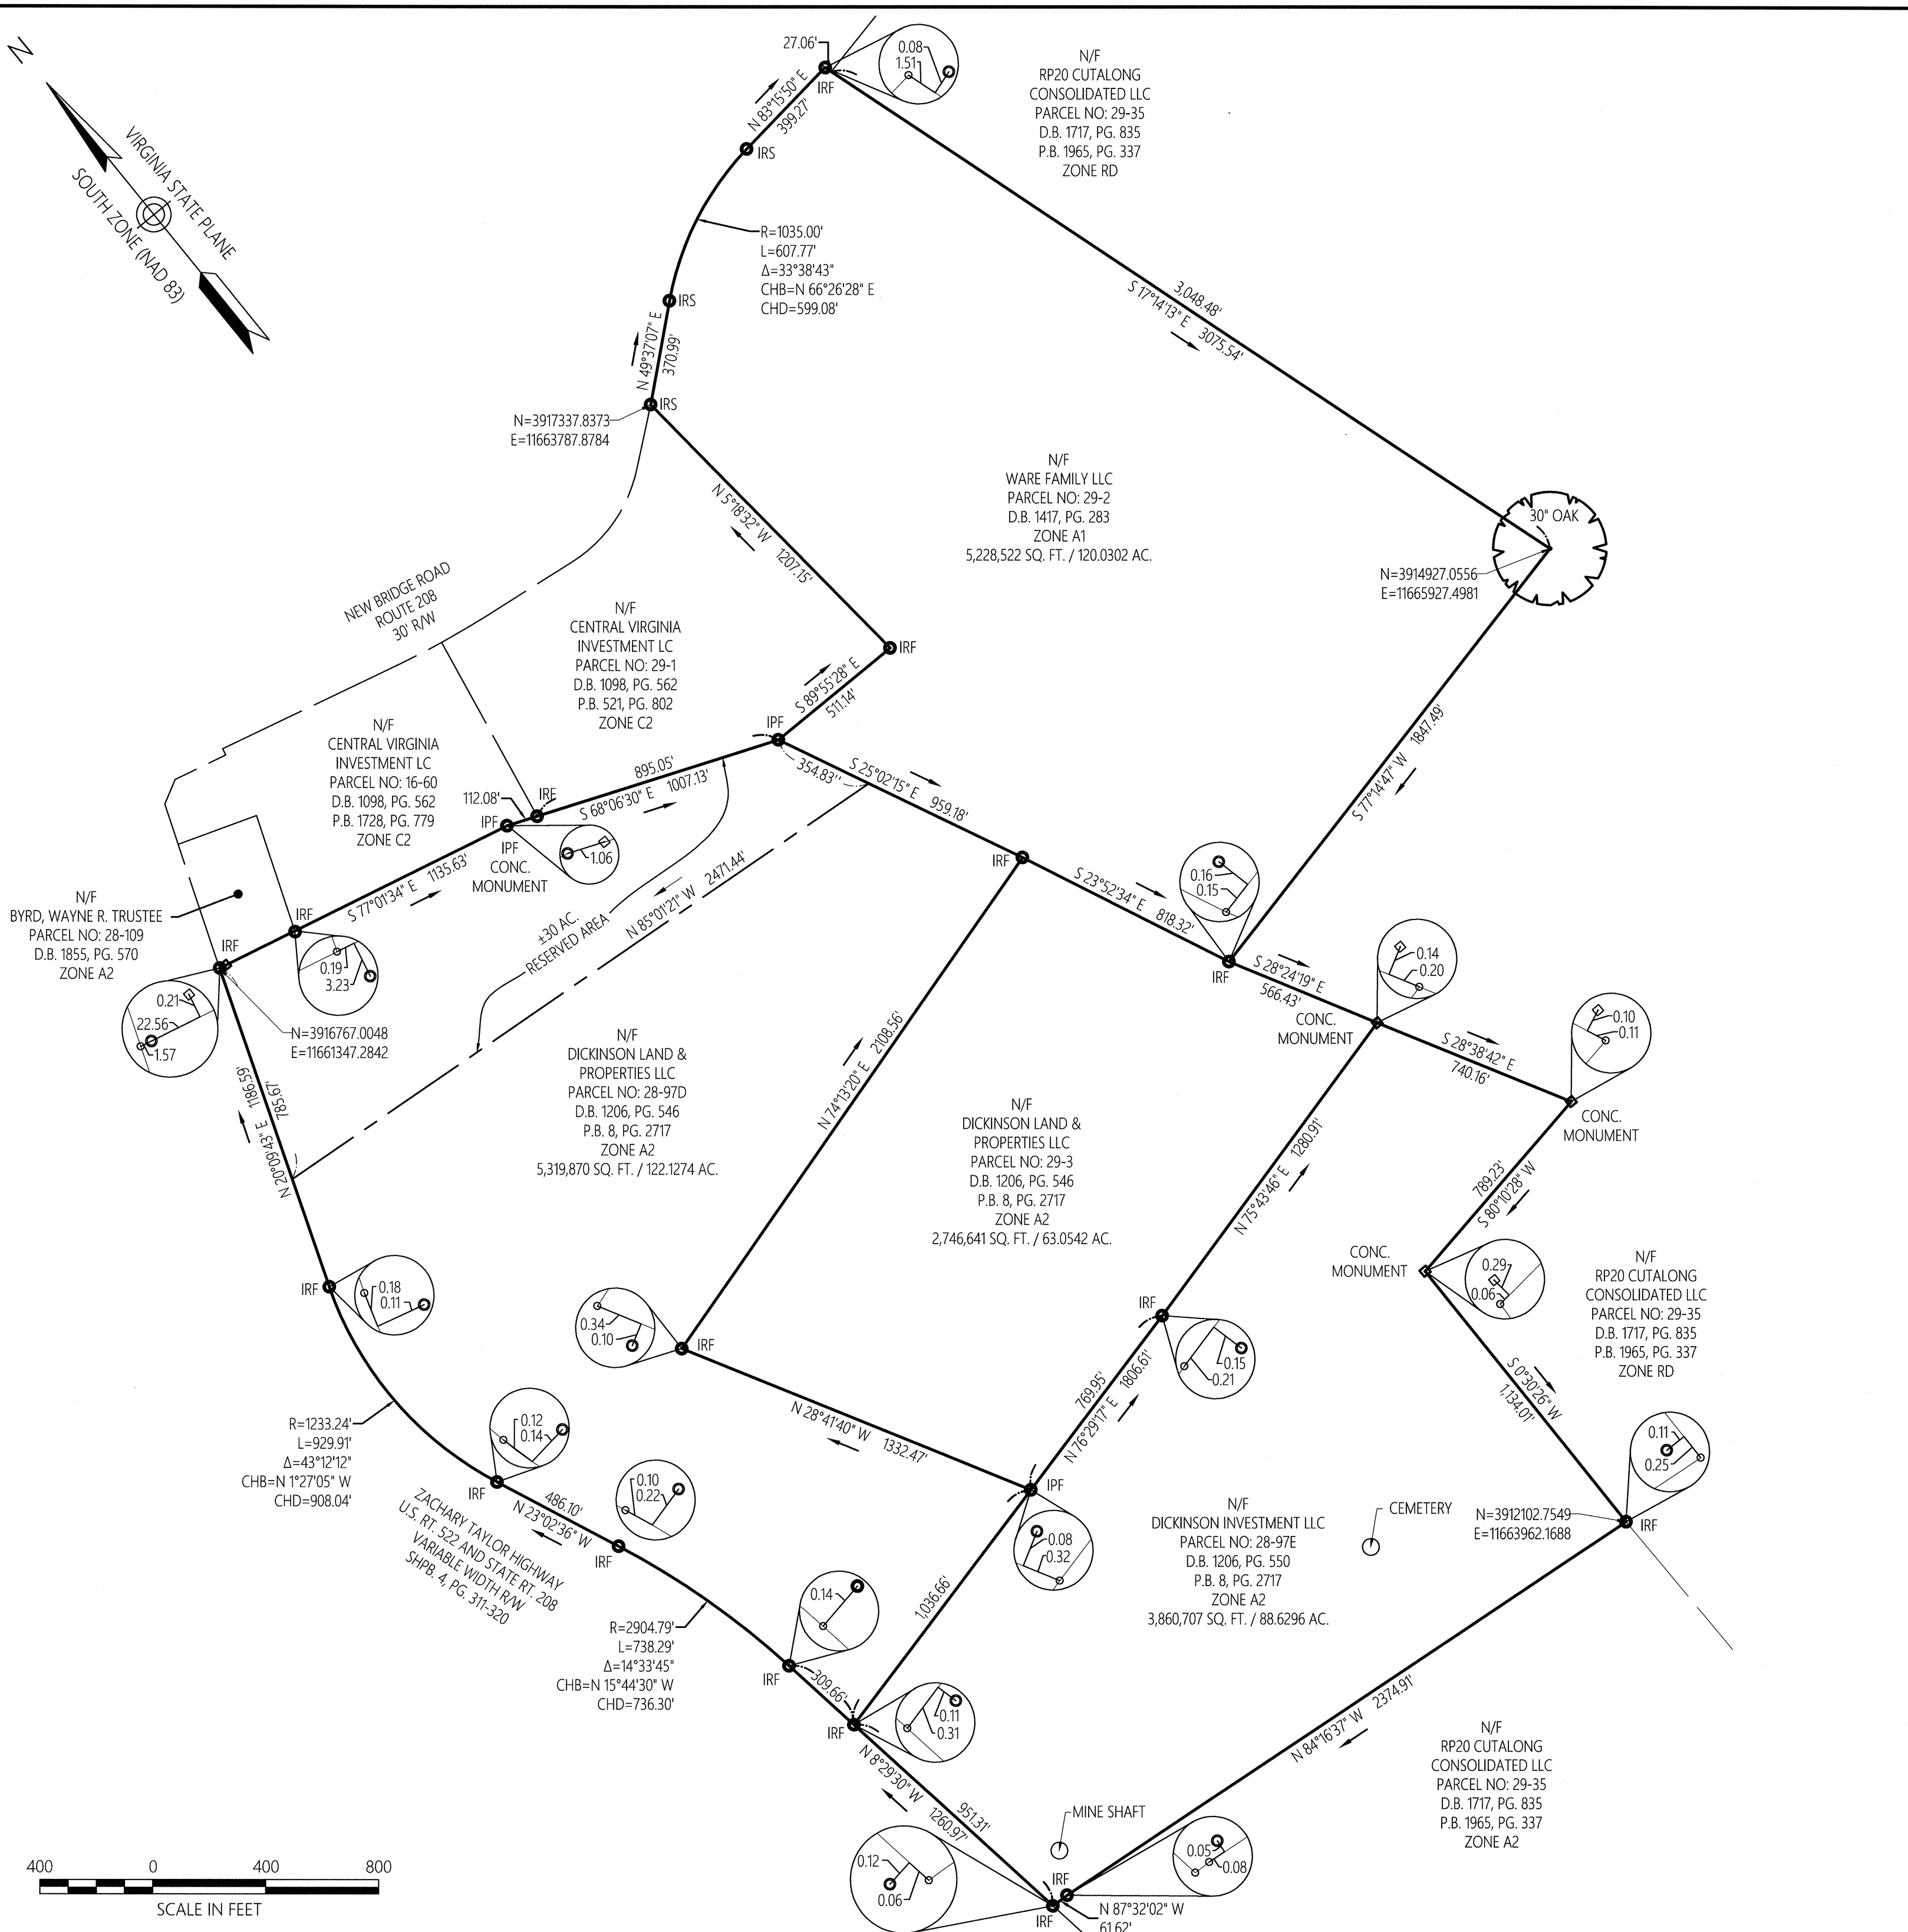 N
VIRGINIA STATE PLANE
SOUTH ZONE (NAD 83)
27.06'
IRF
0.08
1.51
N 83°15'50" E
399.27'
IRS
N/F
RP20 CUTALONG
CONSOLIDATED LLC
PARCEL NO: 29-35
D.B. 1717, PG. 835
P.B. 1965, PG. 337
ZONE RD
R=1035.00'
L=607.77'
Δ=33°38'43"
CHB=N 66°26'28" E
CHD=599.08'
IRS
N 49°37'07" E
370.99'
IRS
3,048.48'
S 17°14'13" E 3075.54'
N=3917337.8373
E=11663787.8784
N/F
WARE FAMILY LLC
PARCEL NO: 29-2
D.B. 1417, PG. 283
ZONE A1
5,228,522 SQ. FT. / 120.0302 AC.
30" OAK
N=3914927.0556
E=11665927.4981
N 5°18'32" W 1207.15'
NEW BRIDGE ROAD
ROUTE 208
30' R/W
N/F
CENTRAL VIRGINIA
INVESTMENT LC
PARCEL NO: 29-1
D.B. 1098, PG. 562
P.B. 521, PG. 802
ZONE C2
IRF
S 89°55'28" E
511.14'
IPF
N/F
CENTRAL VIRGINIA
INVESTMENT LC
PARCEL NO: 16-60
D.B. 1098, PG. 562
P.B. 1728, PG. 779
ZONE C2
895.05'
S 68°06'30" E 1007.13'
112.08'
IRF
IPF
IPF
CONC.
MONUMENT
1.06
354.83''
S 25°02'15" E 959.18'
S 77°14'47" W 1847.49'
IRF
S 23°52'34" E 818.32'
0.16
0.15
IRF
N/F
BYRD, WAYNE R. TRUSTEE
PARCEL NO: 28-109
D.B. 1855, PG. 570
ZONE A2
S 77°01'34" E 1135.63'
IRF
IRF
0.19
3.23
0.21
22.56
1.57
N=3916767.0048
E=11661347.2842
±30 AC.
RESERVED AREA
N 85°01'21" W 2471.44'
S 28°24'19" E
566.43'
0.14
0.20
CONC.
MONUMENT
S 28°38'42" E
740.16'
0.10
0.11
CONC.
MONUMENT
N/F
DICKINSON LAND &
PROPERTIES LLC
PARCEL NO: 28-97D
D.B. 1206, PG. 546
P.B. 8, PG. 2717
ZONE A2
5,319,870 SQ. FT. / 122.1274 AC.
N 74°13'20" E 2108.56'
785.67'
N 20°09'43" E 1186.59'
N/F
DICKINSON LAND &
PROPERTIES LLC
PARCEL NO: 29-3
D.B. 1206, PG. 546
P.B. 8, PG. 2717
ZONE A2
2,746,641 SQ. FT. / 63.0542 AC.
N 75°43'46" E 1280.91'
789.23'
S 80°10'28" W
CONC.
MONUMENT
0.29
0.06
N/F
RP20 CUTALONG
CONSOLIDATED LLC
PARCEL NO: 29-35
D.B. 1717, PG. 835
P.B. 1965, PG. 337
ZONE RD
IRF
0.18
0.11
0.34
0.10
IRF
IRF
0.15
0.21
S 0°30'26" W
1,134.01'
N 28°41'40" W 1332.47'
769.95'
N 76°29'17" E 1806.61'
R=1233.24'
L=929.91'
Δ=43°12'12"
CHB=N 1°27'05" W
CHD=908.04'
0.12
0.14
IRF
486.10'
N 23°02'36" W
0.10
0.22
IRF
ZACHARY TAYLOR HIGHWAY
U.S. RT. 522 AND STATE RT. 208
VARIABLE WIDTH R/W
SHPB. 4, PG. 311-320
IPF
0.08
0.32
N/F
DICKINSON INVESTMENT LLC
PARCEL NO: 28-97E
D.B. 1206, PG. 550
P.B. 8, PG. 2717
ZONE A2
3,860,707 SQ. FT. / 88.6296 AC.
CEMETERY
0.11
0.25
N=3912102.7549
E=11663962.1688
IRF
1,036.66'
0.14
R=2904.79'
L=738.29'
Δ=14°33'45"
CHB=N 15°44'30" W
CHD=736.30'
IRF
309.66'
IRF
0.11
0.31
N 84°16'37" W 2374.91'
N/F
RP20 CUTALONG
CONSOLIDATED LLC
PARCEL NO: 29-35
D.B. 1717, PG. 835
P.B. 1965, PG. 337
ZONE A2
951.31'
N 8°29'30" W 1260.97'
MINE SHAFT
0.12
0.06
0.05
0.08
IRF
IRF
N 87°32'02" W
61.62'
400 0 400 800
SCALE IN FEET